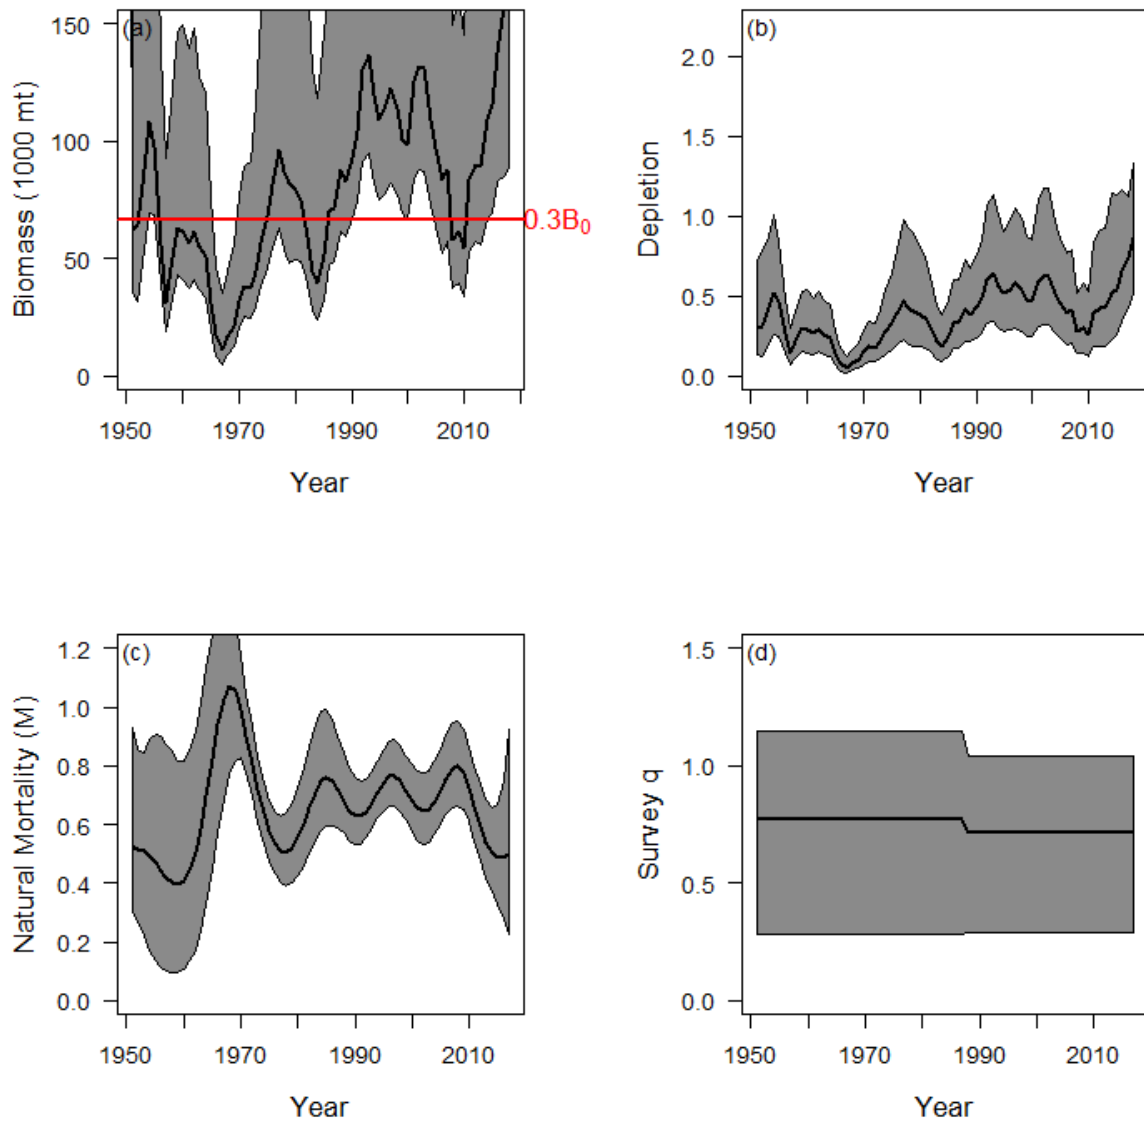 (a)
150
100
50
0
Biomass (1000 mt)
0.3B₀
1950 1970 1990 2010
Year
(b)
2.0
1.5
1.0
0.5
0.0
Depletion
1950 1970 1990 2010
Year
(c)
1.2
1.0
0.8
0.6
0.4
0.2
0.0
Natural Mortality (M)
1950 1970 1990 2010
Year
(d)
1.5
1.0
0.5
0.0
Survey q
1950 1970 1990 2010
Year